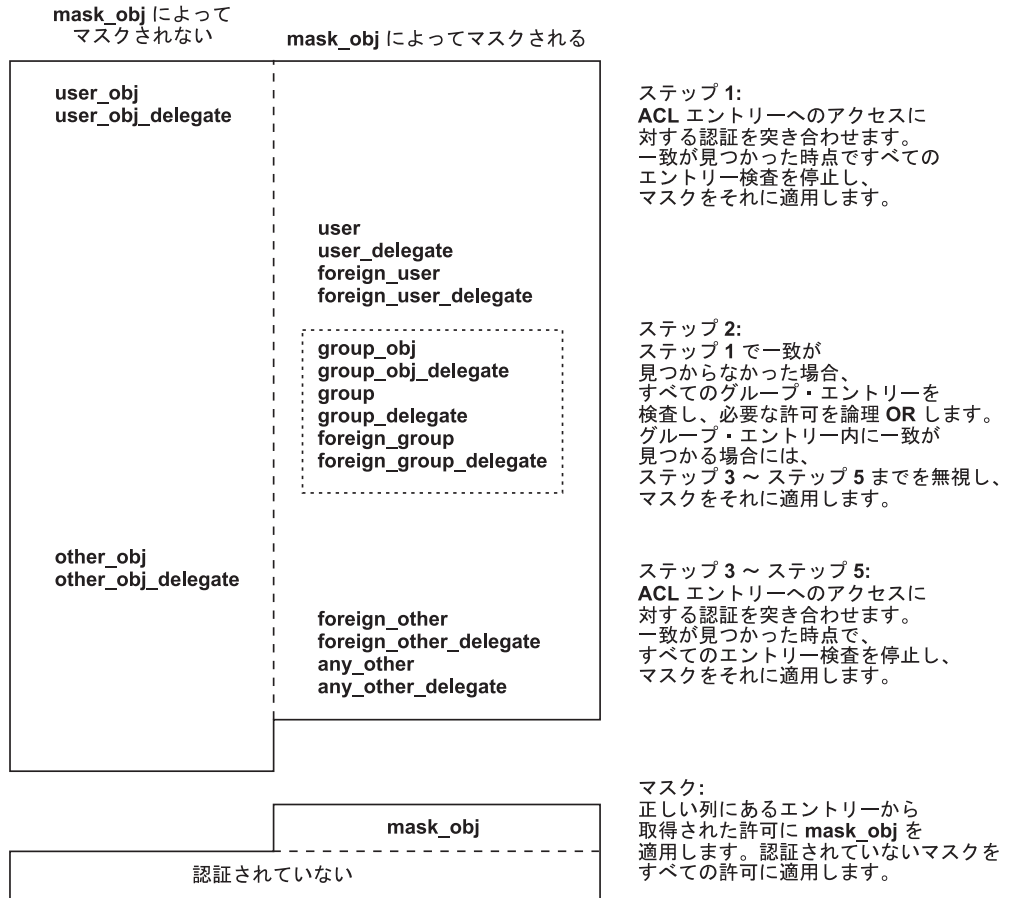 mask_obj によって
マスクされない
mask_obj によってマスクされる
user_obj
user_obj_delegate
ステップ 1:
ACL エントリーへのアクセスに
対する認証を突き合わせます。
一致が見つかった時点ですべての
エントリー検査を停止し、
マスクをそれに適用します。
user
user_delegate
foreign_user
foreign_user_delegate
group_obj
group_obj_delegate
group
group_delegate
foreign_group
foreign_group_delegate
ステップ 2:
ステップ 1 で一致が
見つからなかった場合、
すべてのグループ・エントリーを
検査し、必要な許可を論理 OR します。
グループ・エントリー内に一致が
見つかる場合には、
ステップ 3 ~ ステップ 5 までを無視し、
マスクをそれに適用します。
other_obj
other_obj_delegate
foreign_other
foreign_other_delegate
any_other
any_other_delegate
ステップ 3 ~ ステップ 5:
ACL エントリーへのアクセスに
対する認証を突き合わせます。
一致が見つかった時点で、
すべてのエントリー検査を停止し、
マスクをそれに適用します。
mask_obj
認証されていない
マスク:
正しい列にあるエントリーから
取得された許可に mask_obj を
適用します。認証されていないマスクを
すべての許可に適用します。